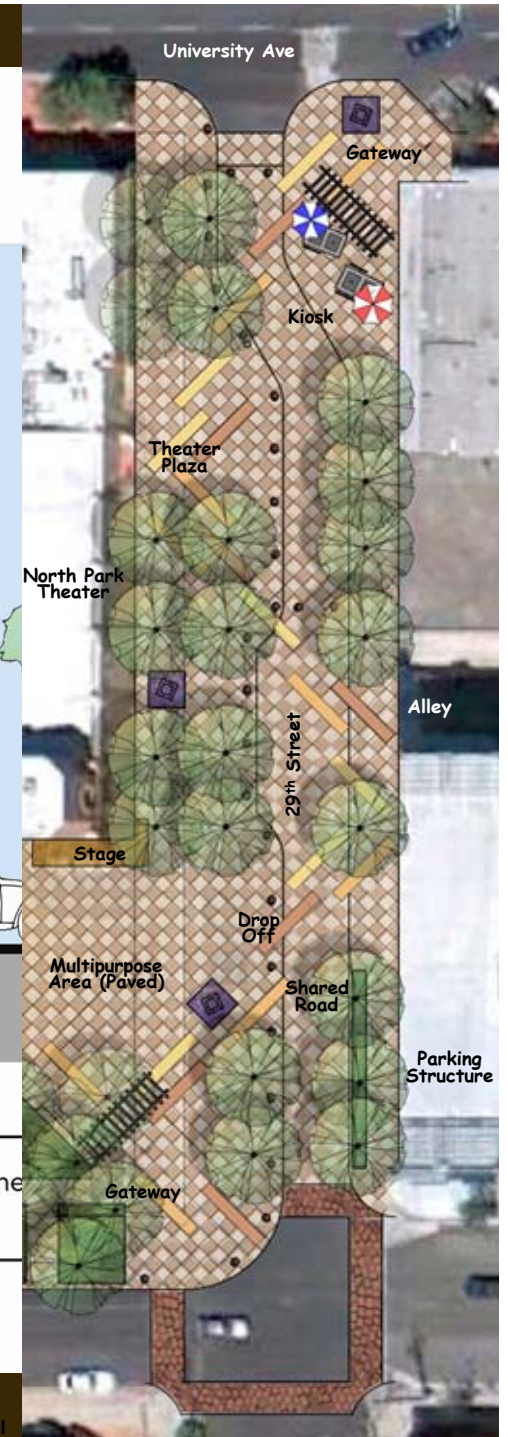 University Ave
Gateway
Kiosk
Theater
Plaza
North Park
Theater
Alley
29th Street
Stage
Drop
Off
Multipurpose
Area (Paved)
Shared
Road
Parking
Structure
Gateway